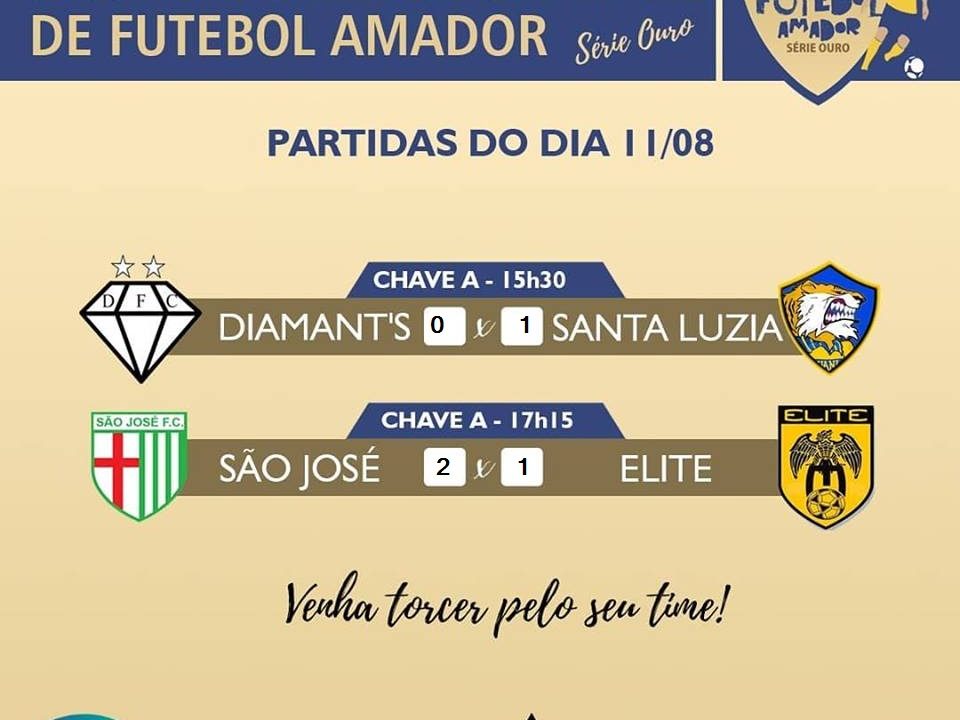 DE FUTEBOL AMADOR Série Ouro
FUTEBOL
AMADOR
SÉRIE OURO
PARTIDAS DO DIA 11/08
CHAVE A - 15h30
D F C
DIAMANT'S 0 x 1 SANTA LUZIA
CHAVE A - 17h15
SÃO JOSÉ F.C.
ELITE
SÃO JOSÉ 2 x 1 ELITE
Venha torcer pelo seu time!